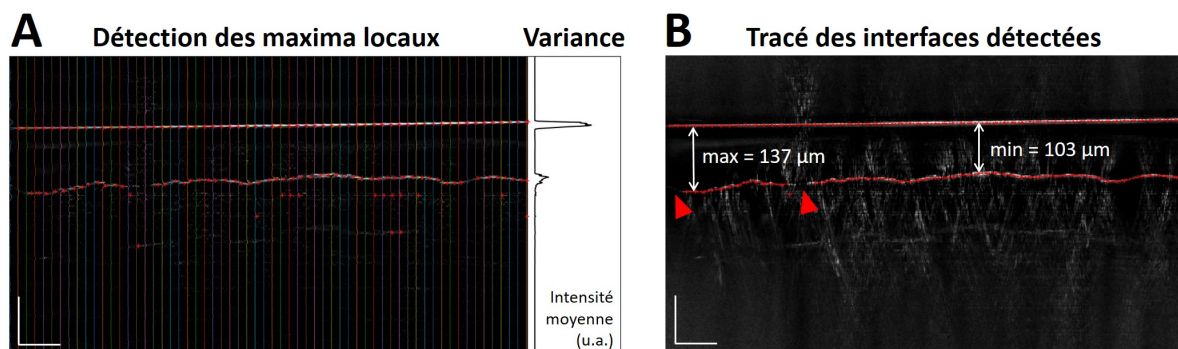 A
Détection des maxima locaux
Variance
Intensité
moyenne
(u.a.)
B
Tracé des interfaces détectées
max = 137 µm
min = 103 µm